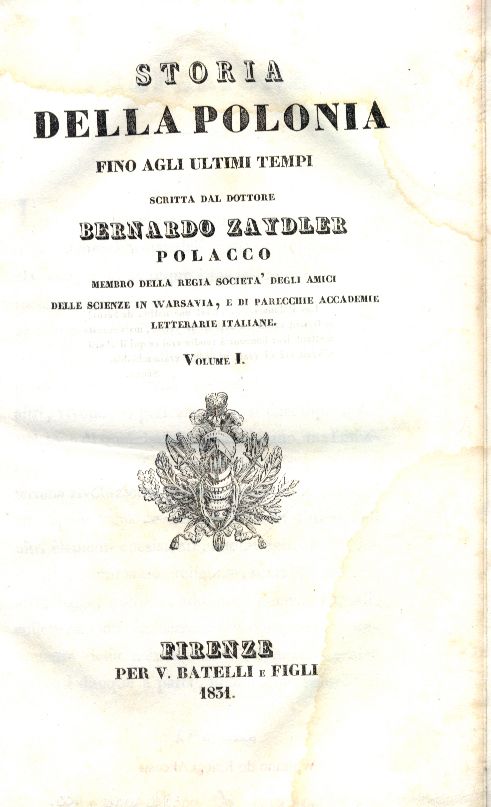 STORIA
DELLA POLONIA
FINO AGLI ULTIMI TEMPI
SCRITTA DAL DOTTORE
BERNARDO ZAYDLER
POLACCO
MEMBRO DELLA REGIA SOCIETA' DEGLI AMICI
DELLE SCIENZE IN WARSAVIA, E DI PARECCHIE ACCADEMIE
LETTERARIE ITALIANE.
VOLUME I.
FIRENZE
PER V. BATELLI E FIGLI
1831.